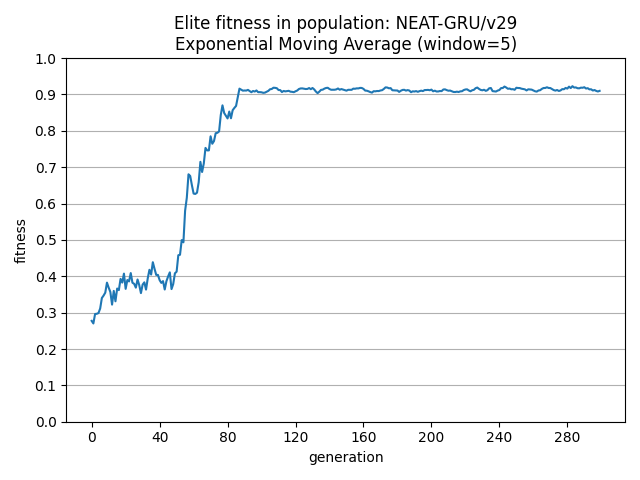 Elite fitness in population: NEAT-GRU/v29
Exponential Moving Average (window=5)
1.0
0.9
0.8
0.7
0.6
0.5
0.4
0.3
0.2
0.1
0.0
fitness
0 40 80 120 160 200 240 280
generation